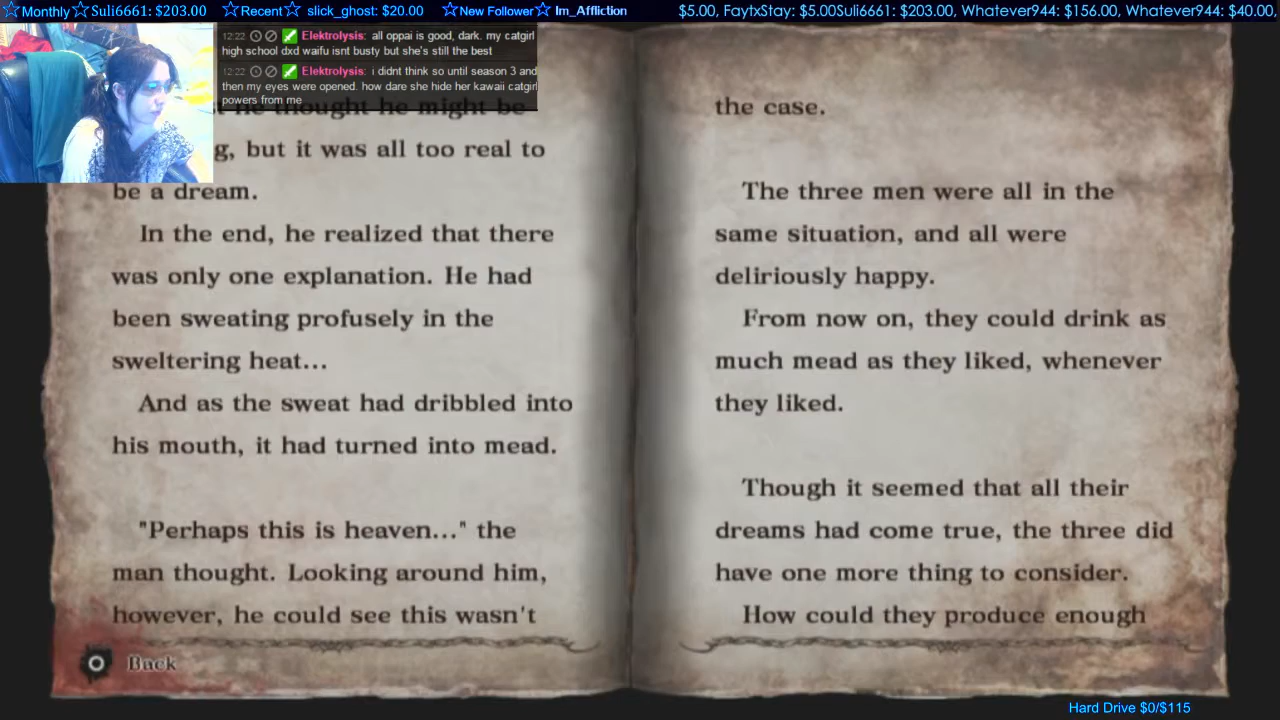 Monthly Suli6661: $203.00 Recent slick_ghost: $20.00 New Follower Im_Affliction $5.00, FaytxStay: $5.00Suli6661: $203.00, Whatever944: $156.00, Whatever944: $40.00,
12:22 Elektrolysis: all oppai is good, dark. my catgirl
high school dxd waifu isnt busty but she's still the best
12:22 Elektrolysis: i didnt think so until season 3 and
then my eyes were opened. how dare she hide her kawaii catgirl
powers from me
he thought he might be
g, but it was all too real to
be a dream.
In the end, he realized that there
was only one explanation. He had
been sweating profusely in the
sweltering heat...
And as the sweat had dribbled into
his mouth, it had turned into mead.
"Perhaps this is heaven..." the
man thought. Looking around him,
however, he could see this wasn't
Back
the case.
The three men were all in the
same situation, and all were
deliriously happy.
From now on, they could drink as
much mead as they liked, whenever
they liked.
Though it seemed that all their
dreams had come true, the three did
have one more thing to consider.
How could they produce enough
Hard Drive $0/$115